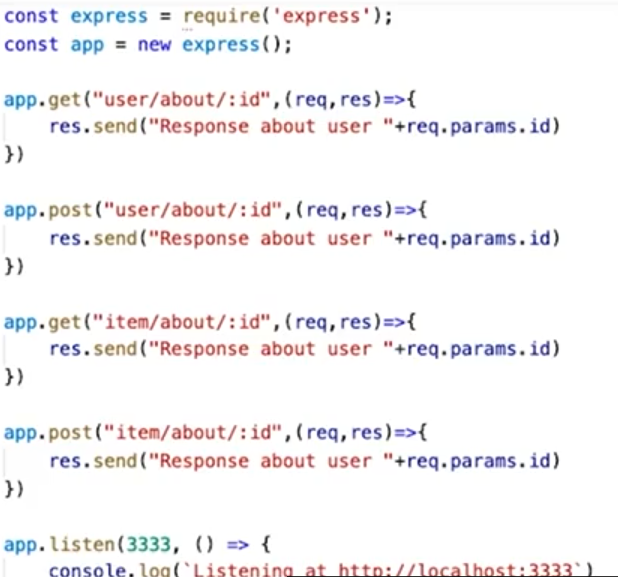 const express = require('express');
const app = new express();
app.get("user/about/:id",(req,res)=>{
    res.send("Response about user "+req.params.id)
})
app.post("user/about/:id",(req,res)=>{
    res.send("Response about user "+req.params.id)
})
app.get("item/about/:id",(req,res)=>{
    res.send("Response about user "+req.params.id)
})
app.post("item/about/:id",(req,res)=>{
    res.send("Response about user "+req.params.id)
})
app.listen(3333, () => {
    console.log(`Listening at http://localhost:3333`)